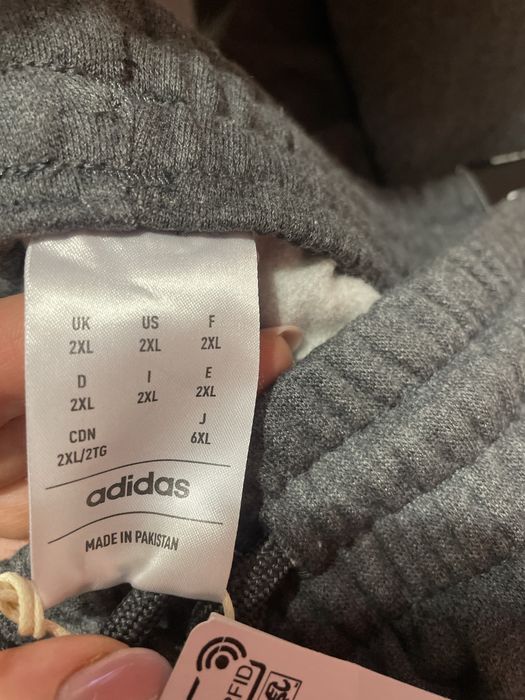 UK US F
2XL 2XL 2XL
D I E
2XL 2XL 2XL
CDN J
2XL/2TG 6XL
adidas
MADE IN PAKISTAN
RFID